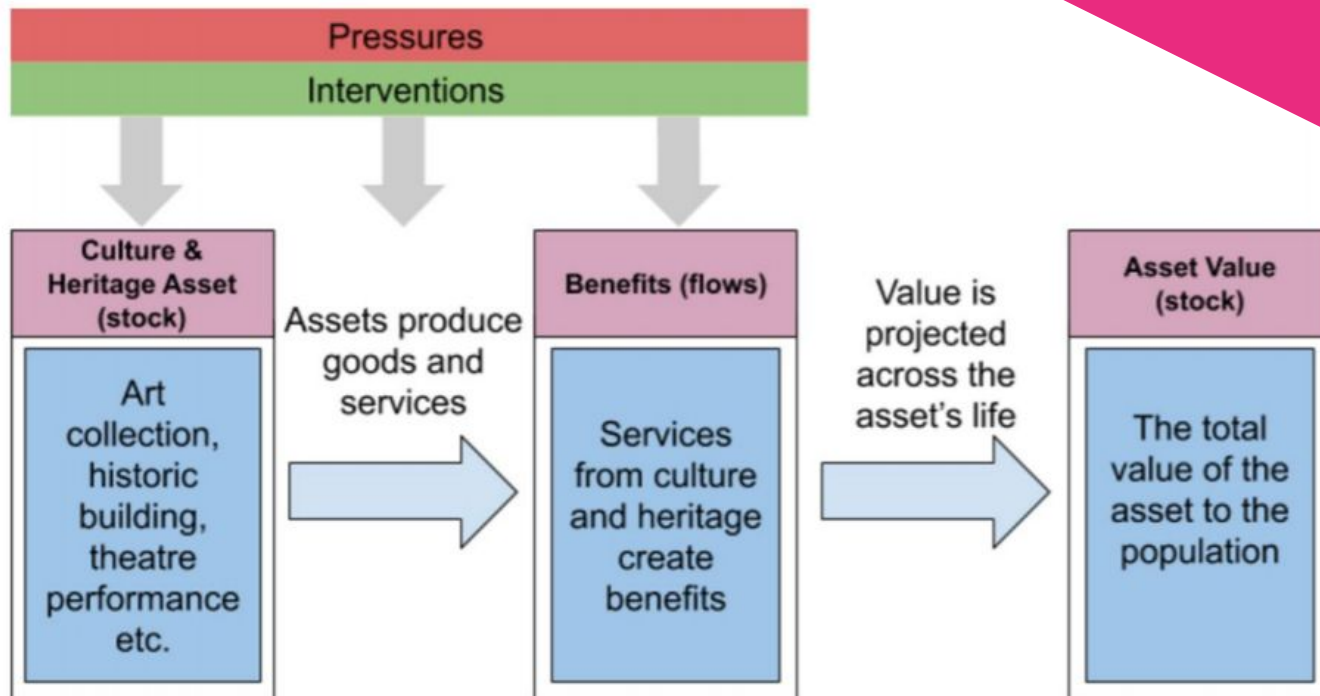 Pressures
Interventions
Culture &
Heritage Asset
(stock)
Art
collection,
historic
building,
theatre
performance
etc.
Assets produce
goods and
services
Benefits (flows)
Services
from culture
and heritage
create
benefits
Value is
projected
across the
asset's life
Asset Value
(stock)
The total
value of the
asset to the
population